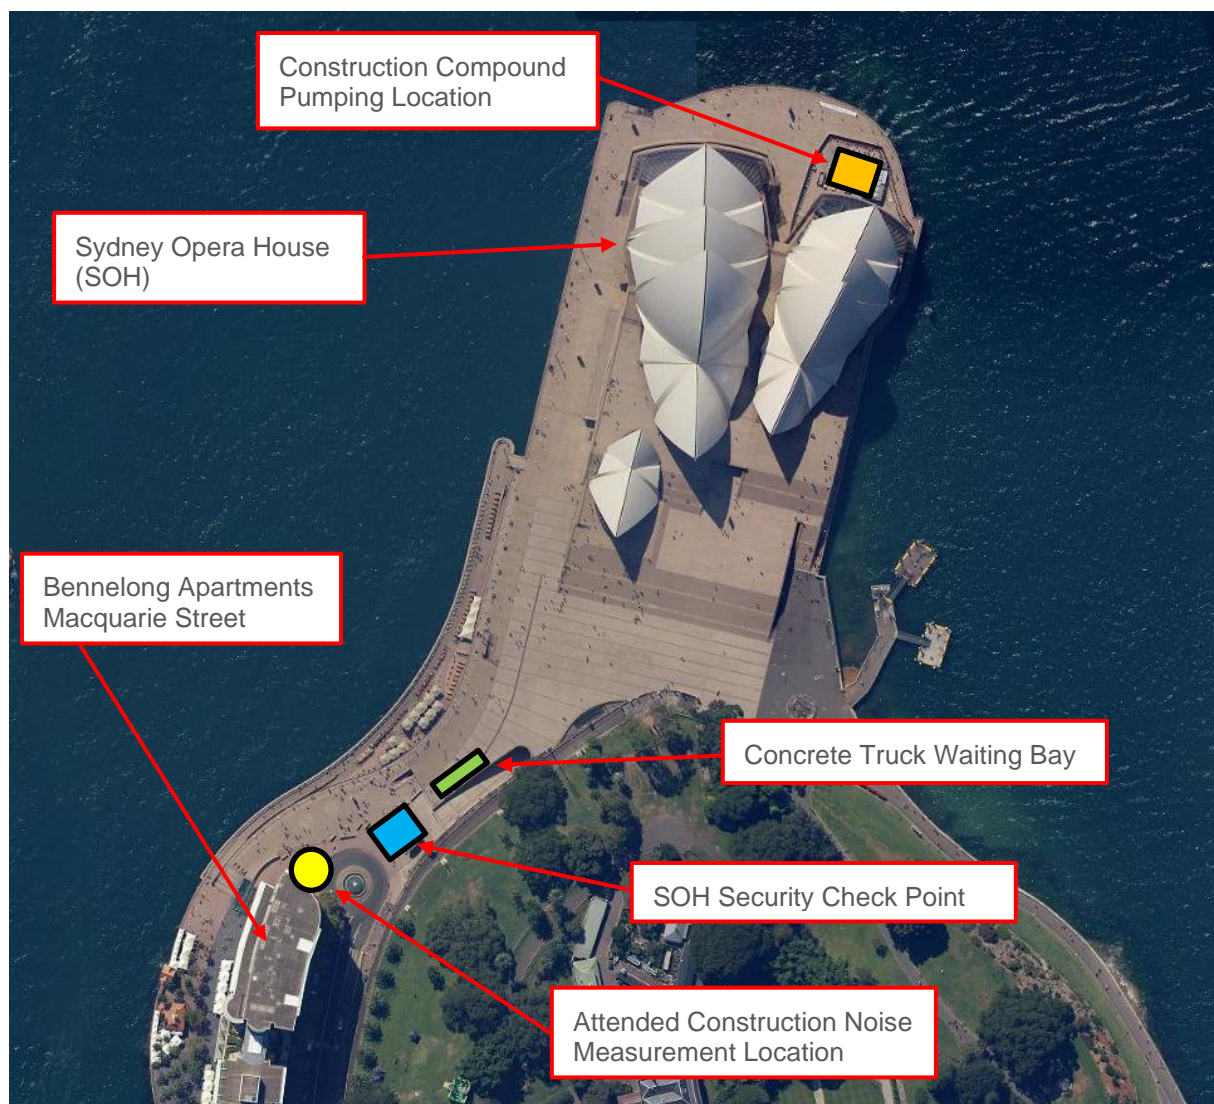 Construction Compound
Pumping Location
Sydney Opera House
(SOH)
Bennelong Apartments
Macquarie Street
Concrete Truck Waiting Bay
SOH Security Check Point
Attended Construction Noise
Measurement Location